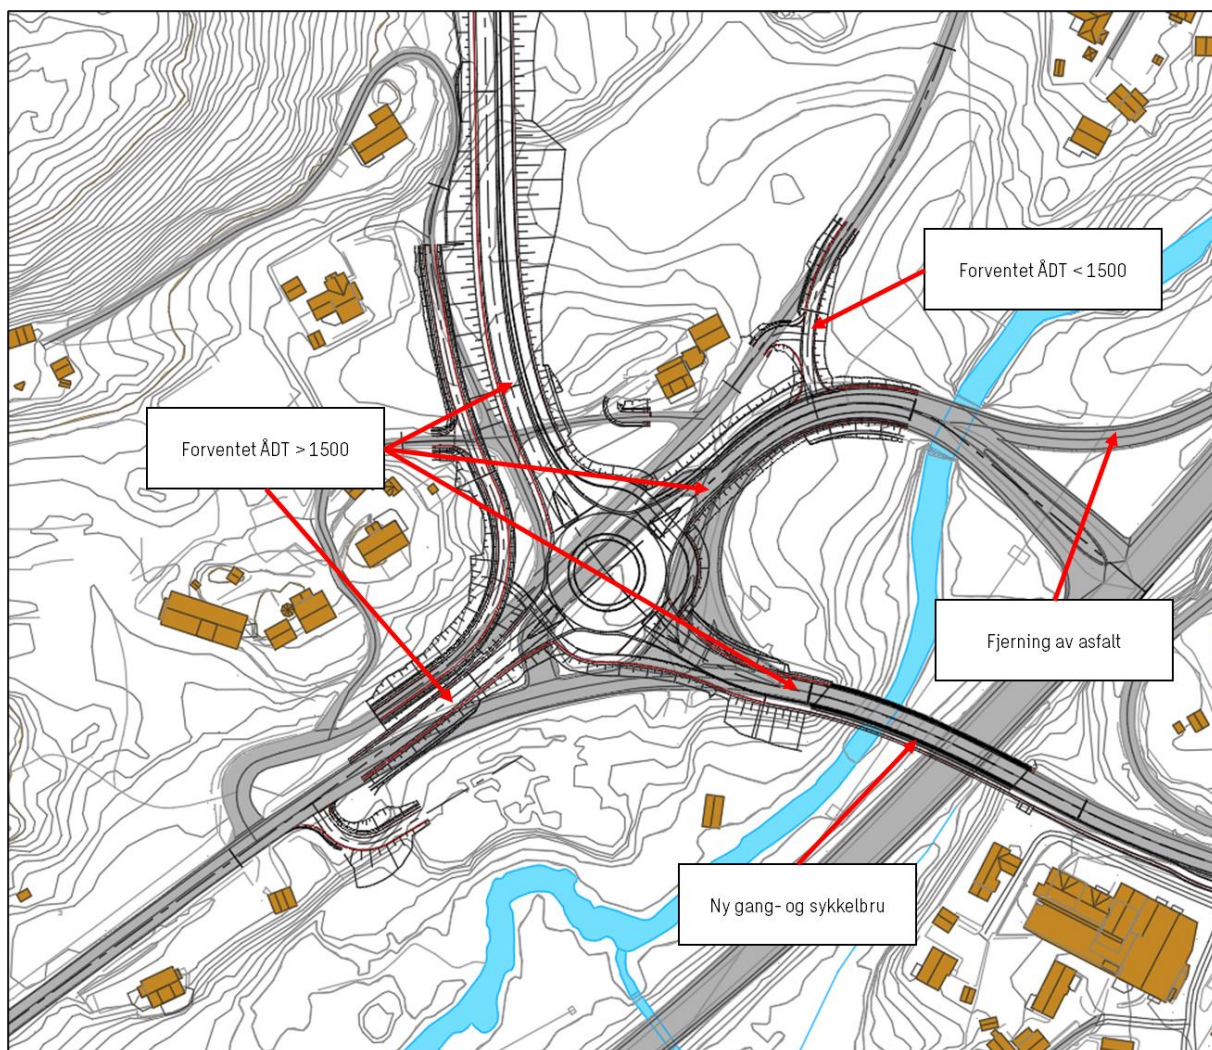 Forventet ÅDT < 1500
Forventet ÅDT > 1500
Fjerning av asfalt
Ny gang- og sykkelbru